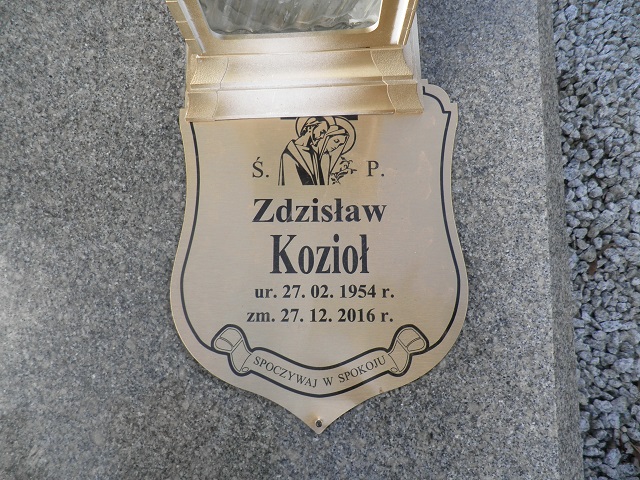 Ś. P.
Zdzisław
Kozioł
ur. 27. 02. 1954 r.
zm. 27. 12. 2016 r.
SPOCZYWAJ W SPOKOJU